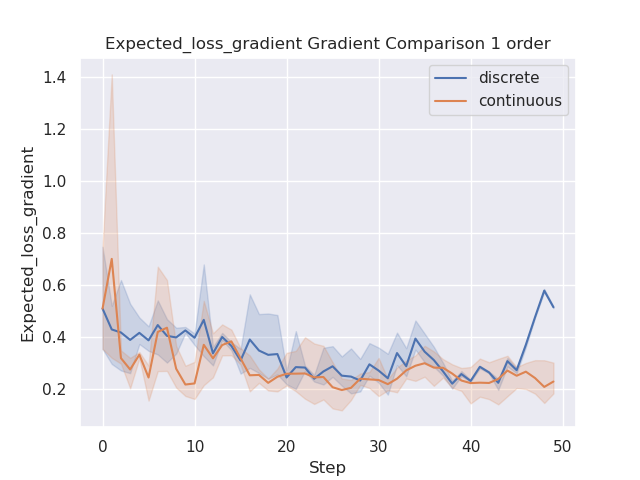 Expected_loss_gradient Gradient Comparison 1 order
discrete
continuous
1.4
1.2
1.0
0.8
0.6
0.4
0.2
Expected_loss_gradient
0 10 20 30 40 50
Step